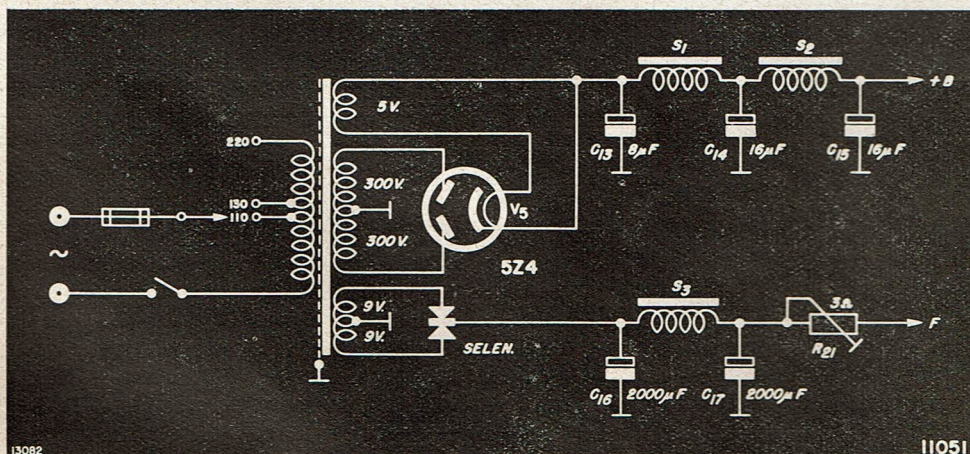 S1
S2
+B
5V.
C13
8µF
C14
16µF
C15
16µF
220
130
110
~
300V.
300V.
V5
5Z4
9V.
9V.
SELEN.
S3
3Ω
F
R21
C16
2000µF
C17
2000µF
13082
11051